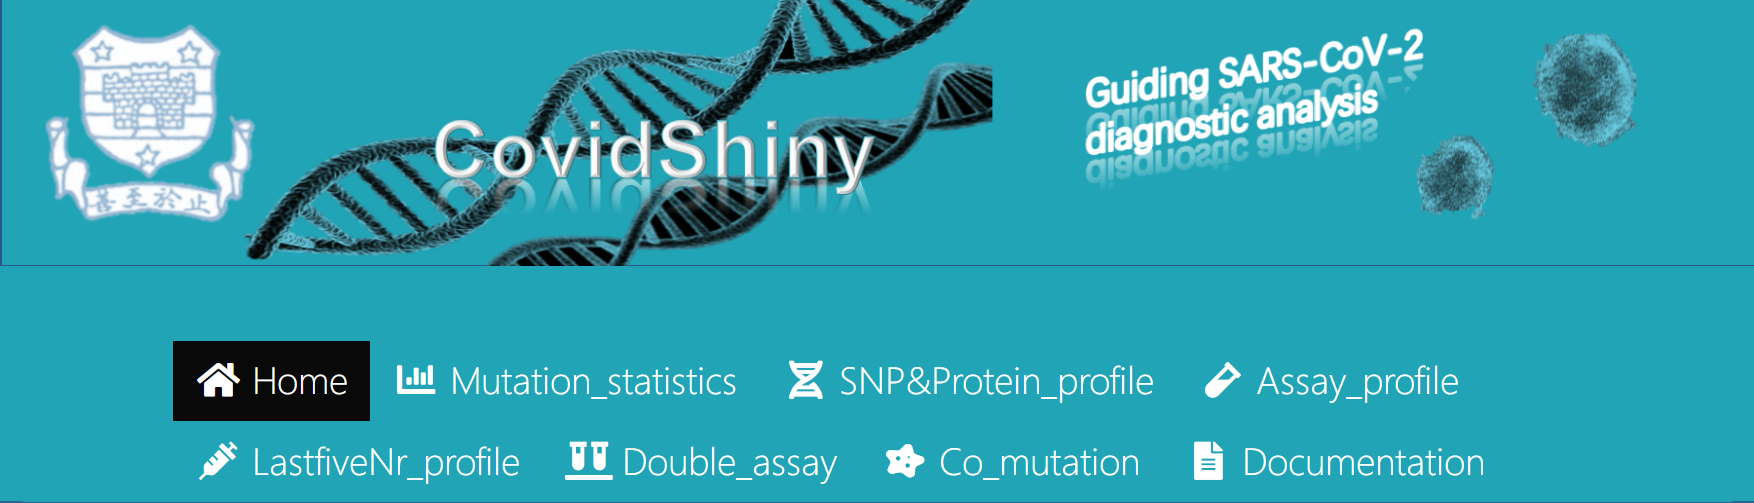 止於至善
CovidShiny
Guiding SARS-CoV-2
diagnostic analysis
Home
Mutation_statistics
SNP&Protein_profile
Assay_profile
LastfiveNr_profile
Double_assay
Co_mutation
Documentation